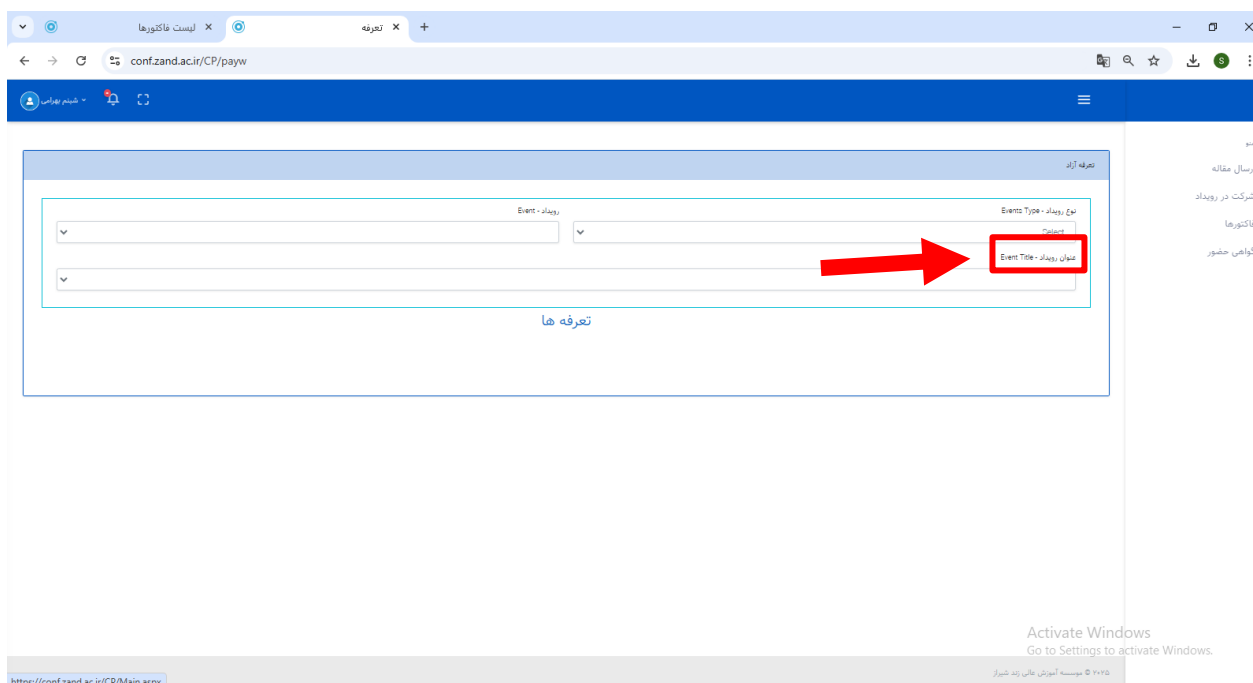 لیست فاکتورها
تعرفه
conf.zand.ac.ir/CP/payw
S
شبنم بهرامی
ارسال مقاله
شرکت در رویداد
فاکتورها
گواهی حضور
تعرفه آزاد
نوع رویداد - Events Type
رویداد - Event
Select
عنوان رویداد - Event Title
تعرفه ها
Activate Windows
Go to Settings to activate Windows.
۲۰۲۵ © موسسه آموزش عالی زند شیراز
https://conf.zand.ac.ir/CP/Main.aspx